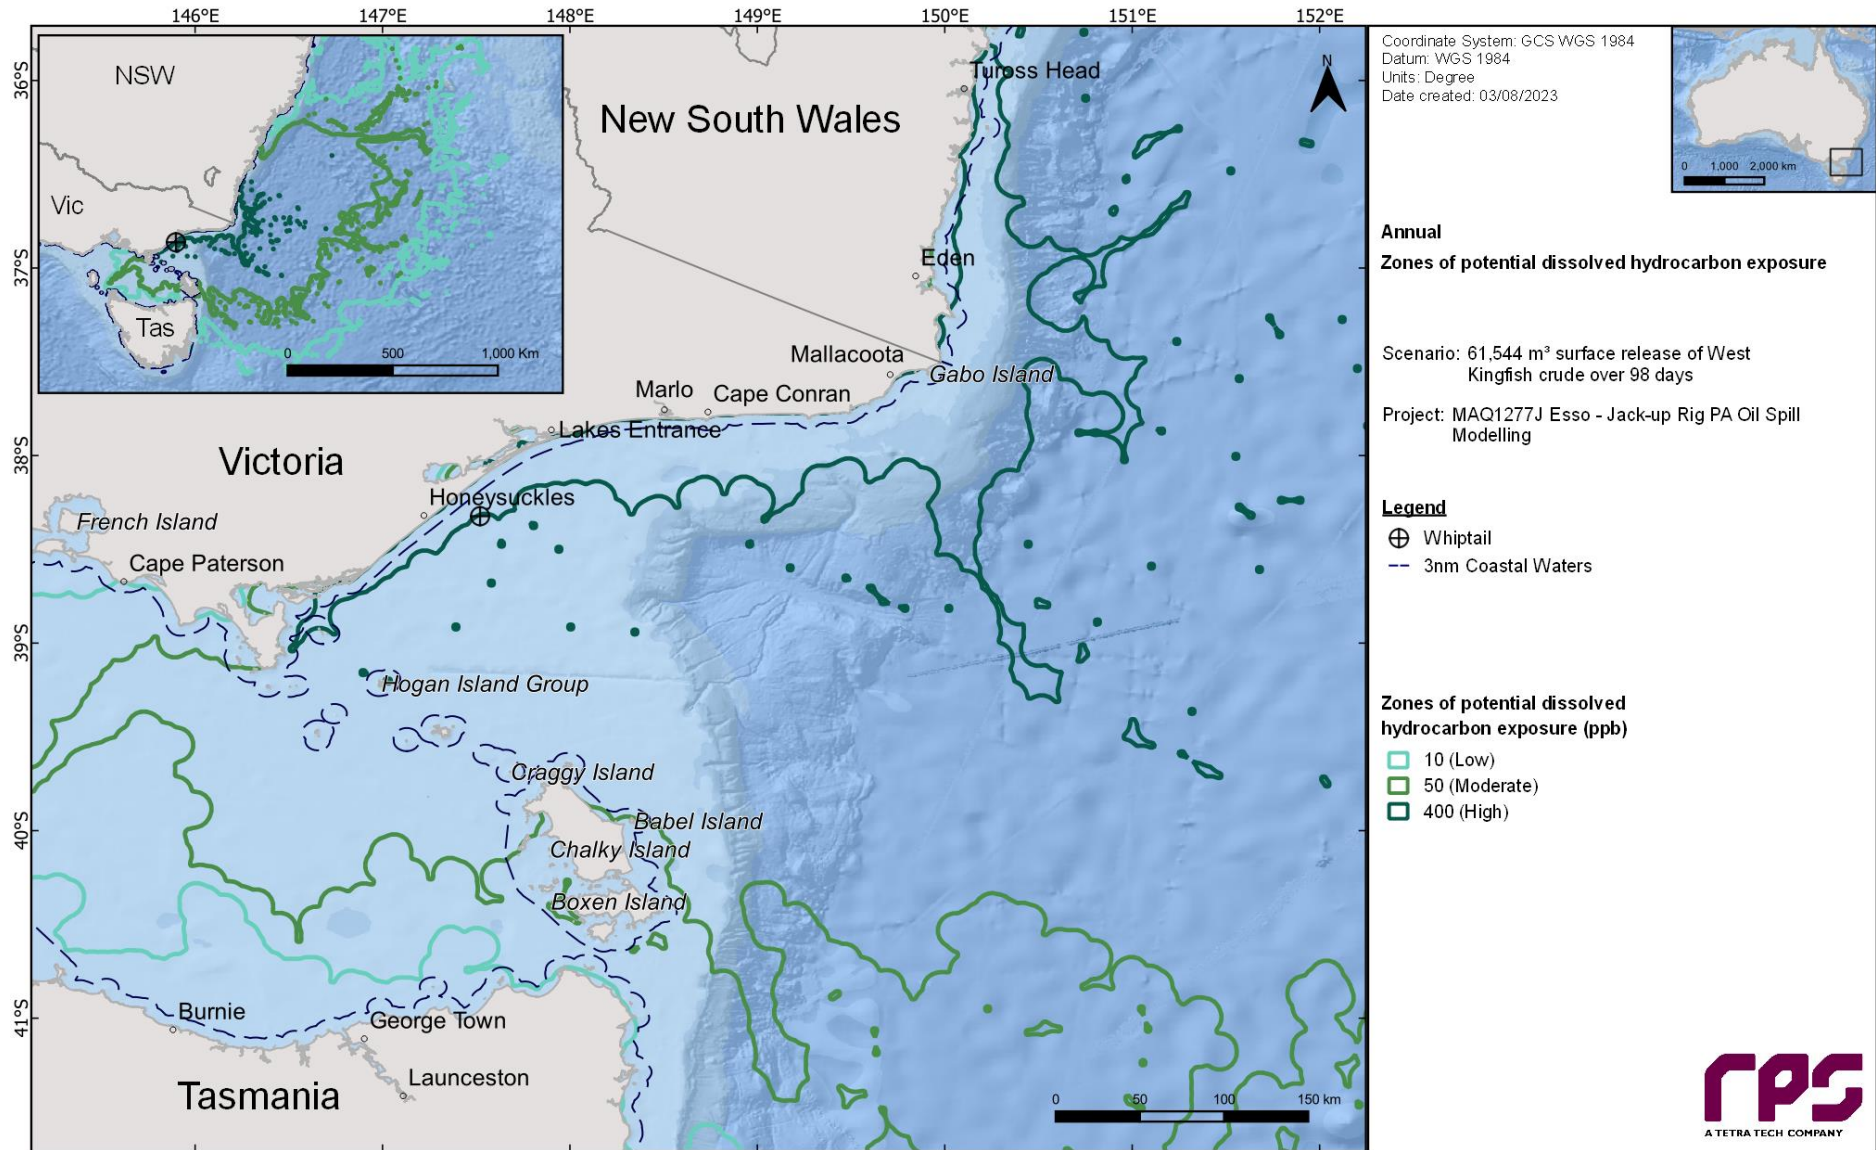 146°E
147°E
148°E
149°E
150°E
151°E
152°E
36°S
37°S
38°S
39°S
40°S
41°S
NSW
Vic
Tas
0 500 1,000 Km
New South Wales
Tuross Head
N
Eden
Mallacoota
Gabo Island
Marlo
Cape Conran
Lakes Entrance
Victoria
Honeysuckles
French Island
Cape Paterson
Hogan Island Group
Craggy Island
Babel Island
Chalky Island
Boxen Island
Burnie
George Town
Launceston
Tasmania
0 50 100 150 km
Coordinate System: GCS WGS 1984
Datum: WGS 1984
Units: Degree
Date created: 03/08/2023
0 1,000 2,000 km
Annual
Zones of potential dissolved hydrocarbon exposure
Scenario: 61,544 m³ surface release of West
Kingfish crude over 98 days
Project: MAQ1277J Esso - Jack-up Rig PA Oil Spill
Modelling
Legend
Whiptail
3nm Coastal Waters
Zones of potential dissolved
hydrocarbon exposure (ppb)
10 (Low)
50 (Moderate)
400 (High)
rps
A TETRA TECH COMPANY